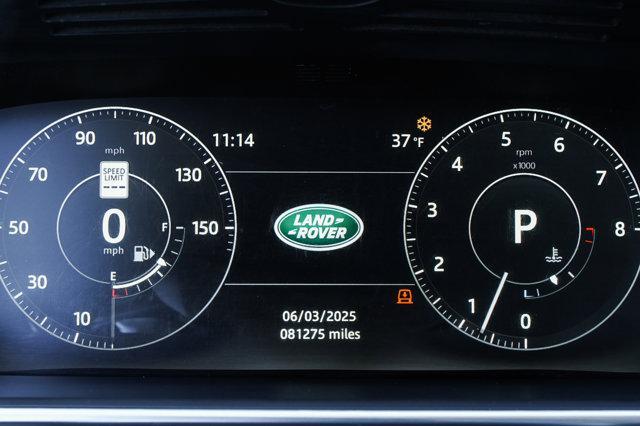 90 110
mph
70 130
SPEED
LIMIT
---
50 0 150
mph
F
E
30
10
11:14
37 °F
LAND
ROVER
06/03/2025
081275 miles
5
rpm
x1000
4 6
3 7
P
2 8
1 0